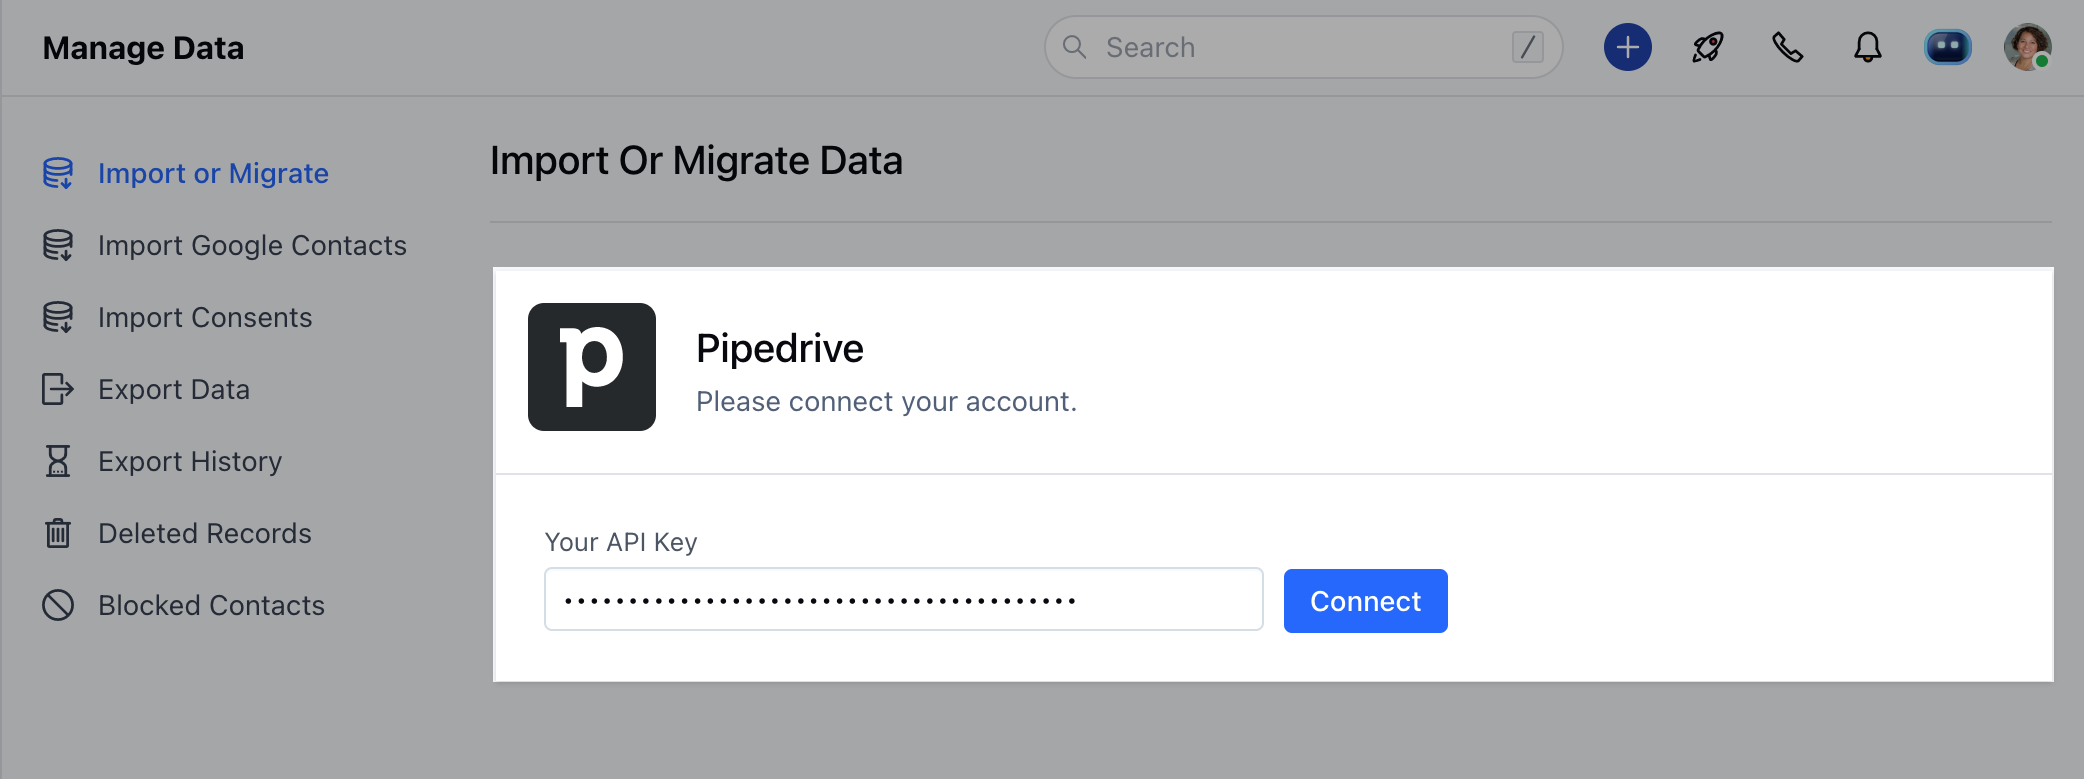 Manage Data
Search
/
Import or Migrate
Import Google Contacts
Import Consents
Export Data
Export History
Deleted Records
Blocked Contacts
Import Or Migrate Data
p
Pipedrive
Please connect your account.
Your API Key
••••••••••••••••••••••••••••••••••••••••
Connect